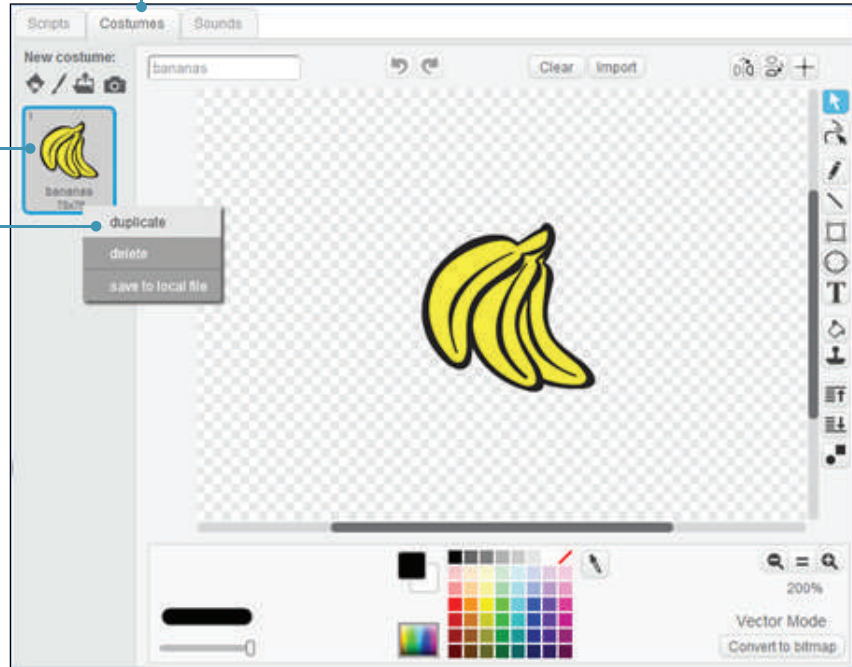 Scripts Costumes Sounds
New costume:
bananas
Clear Import
1
bananas
duplicate
delete
save to local file
T
200%
Vector Mode
Convert to bitmap